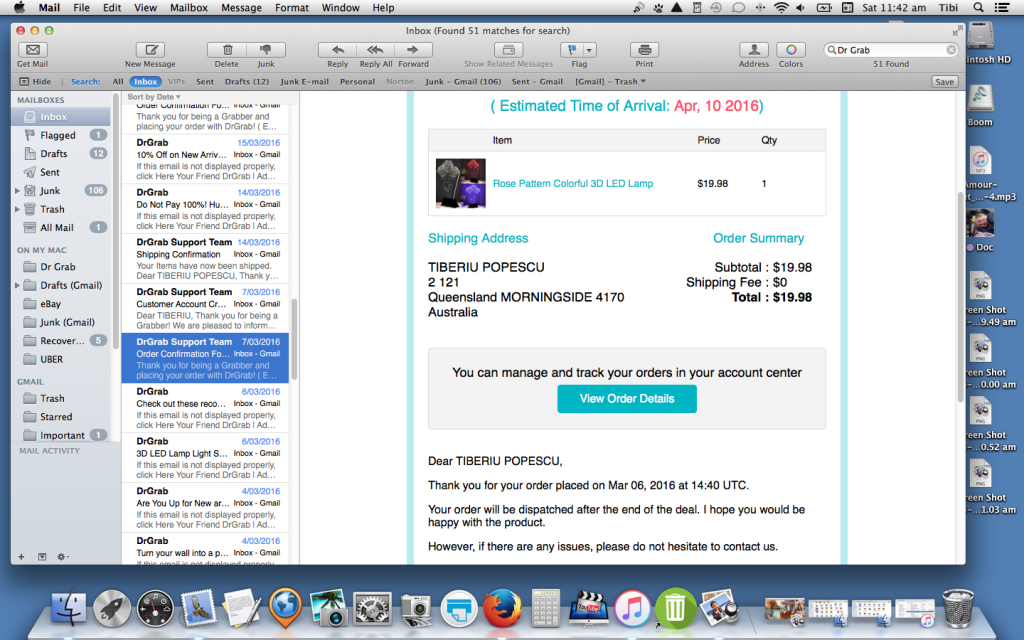 Mail File Edit View Mailbox Message Format Window Help
Sat 11:42 am Tibi
Inbox (Found 51 matches for search)
Get Mail New Message Delete Junk Reply Reply All Forward Show Related Messages Flag Print Address Colors
Dr Grab
51 Found
Hide Search: All Inbox VIPs Sent Drafts (12) Junk E-mail Personal Norton Junk - Gmail (106) Sent - Gmail [Gmail] - Trash Save
MAILBOXES
Inbox
Flagged 1
Drafts 12
Sent
Junk 106
Trash
All Mail 1
ON MY MAC
Dr Grab
Drafts (Gmail)
eBay
Junk (Gmail)
Recover... 5
UBER
GMAIL
Trash
Starred
Important 1
MAIL ACTIVITY
Sort by Date
Order Confirmation Fo... Inbox - Gmail
Thank you for being a Grabber and
placing your order with DrGrab! ( E...
DrGrab 15/03/2016
10% Off on New Arriv... Inbox - Gmail
If this email is not displayed properly,
click Here Your Friend DrGrab I Ad...
DrGrab 14/03/2016
Do Not Pay 100%! Hu... Inbox - Gmail
If this email is not displayed properly,
click Here Your Friend DrGrab I Ad...
DrGrab Support Team 14/03/2016
Shipping Confirmation Inbox - Gmail
Your Items have now been shipped.
Dear TIBERIU POPESCU, Thank y...
DrGrab Support Team 7/03/2016
Customer Account Cr... Inbox - Gmail
Dear TIBERIU, Thank you for being a
Grabber! We are pleased to inform...
DrGrab Support Team 7/03/2016
Order Confirmation Fo... Inbox - Gmail
Thank you for being a Grabber and
placing your order with DrGrab! ( E...
DrGrab 6/03/2016
Check out these reco... Inbox - Gmail
If this email is not displayed properly,
click Here Your Friend DrGrab I Ad...
DrGrab 6/03/2016
3D LED Lamp Light S... Inbox - Gmail
If this email is not displayed properly,
click Here Your Friend DrGrab I Ad...
DrGrab 4/03/2016
Are You Up for New ar... Inbox - Gmail
If this email is not displayed properly,
click Here Your Friend DrGrab I Ad...
DrGrab 4/03/2016
Turn your wall into a p... Inbox - Gmail
If this email is not displayed properly,
( Estimated Time of Arrival: Apr, 10 2016)
Item Price Qty
Rose Pattern Colorful 3D LED Lamp $19.98 1
Shipping Address
TIBERIU POPESCU
2 121
Queensland MORNINGSIDE 4170
Australia
Order Summary
Subtotal : $19.98
Shipping Fee : $0
Total : $19.98
You can manage and track your orders in your account center
View Order Details
Dear TIBERIU POPESCU,
Thank you for your order placed on Mar 06, 2016 at 14:40 UTC.
Your order will be dispatched after the end of the deal. I hope you would be
happy with the product.
However, if there are any issues, please do not hesitate to contact us.
intosh HD
Boom
MP3
Amour-
-4.mp3
Doc
PNG
reen Shot
-...9.49 am
PNG
reen Shot
-...0.00 am
PNG
reen Shot
-...0.52 am
PNG
reen Shot
-...1.03 am